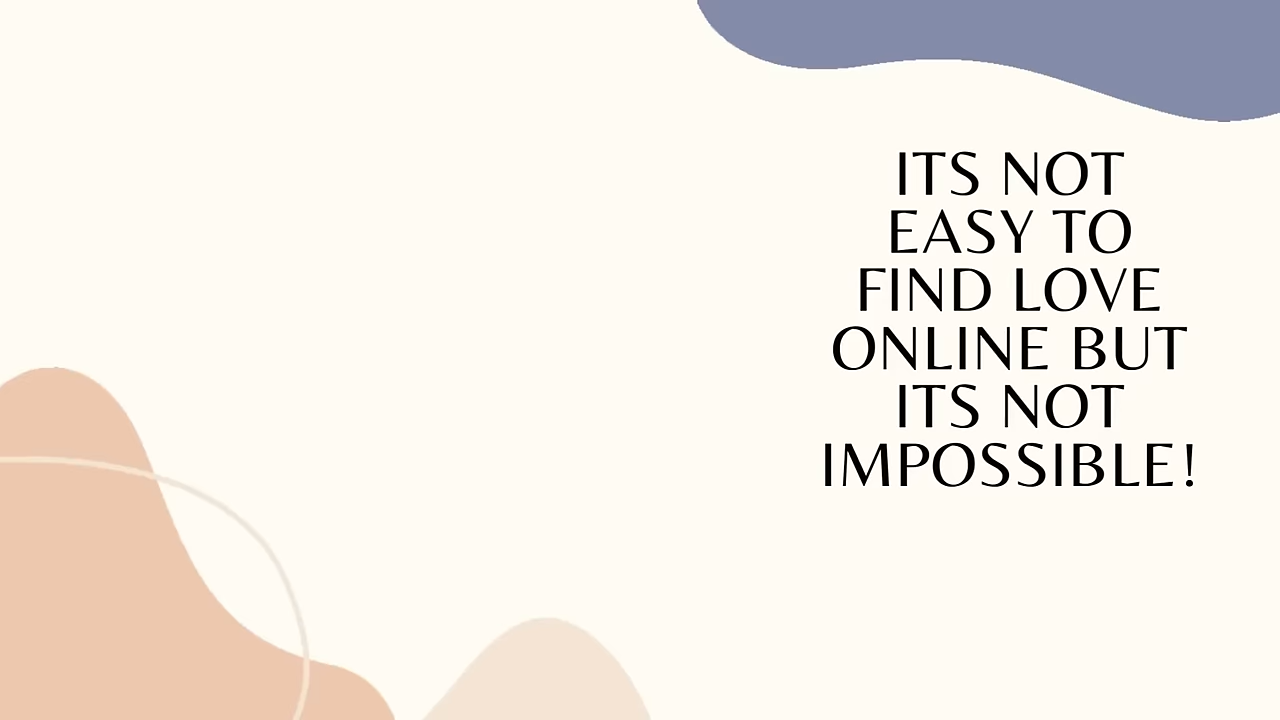 ITS NOT
EASY TO
FIND LOVE
ONLINE BUT
ITS NOT
IMPOSSIBLE!